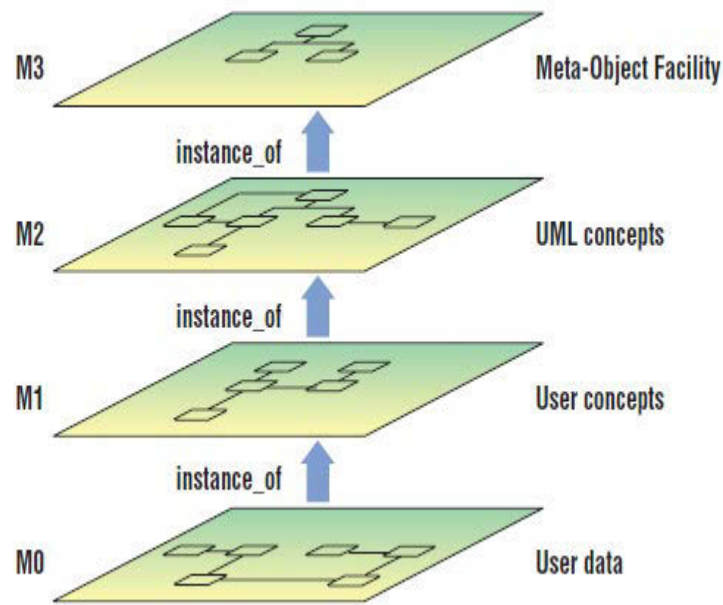 M3
Meta-Object Facility
instance_of
M2
UML concepts
instance_of
M1
User concepts
instance_of
M0
User data